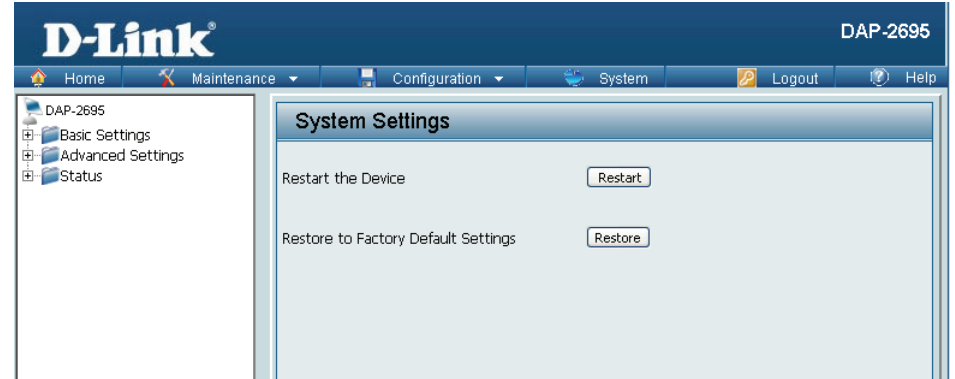 D-Link®
DAP-2695
Home Maintenance Configuration System Logout Help
DAP-2695
Basic Settings
Advanced Settings
Status
System Settings
Restart the Device Restart
Restore to Factory Default Settings Restore